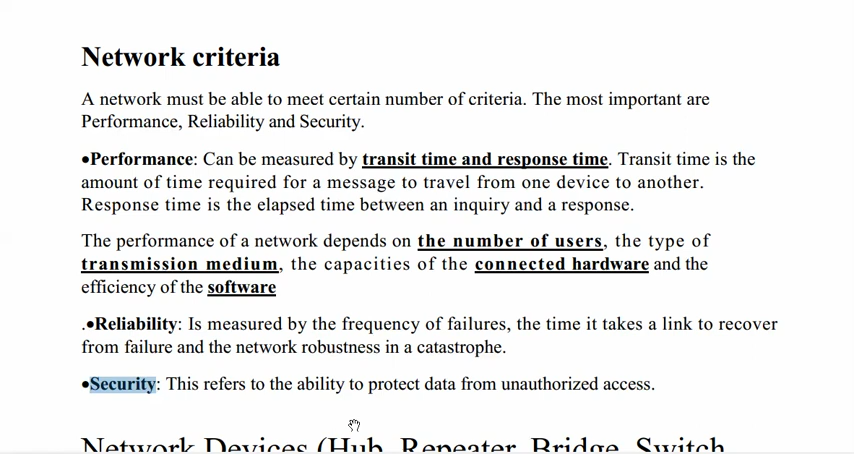 Network criteria
A network must be able to meet certain number of criteria. The most important are
Performance, Reliability and Security.
•Performance: Can be measured by transit time and response time. Transit time is the
amount of time required for a message to travel from one device to another.
Response time is the elapsed time between an inquiry and a response.
The performance of a network depends on the number of users, the type of
transmission medium, the capacities of the connected hardware and the
efficiency of the software
.•Reliability: Is measured by the frequency of failures, the time it takes a link to recover
from failure and the network robustness in a catastrophe.
•Security: This refers to the ability to protect data from unauthorized access.
Network Devices (Hub, Repeater, Bridge, Switch,